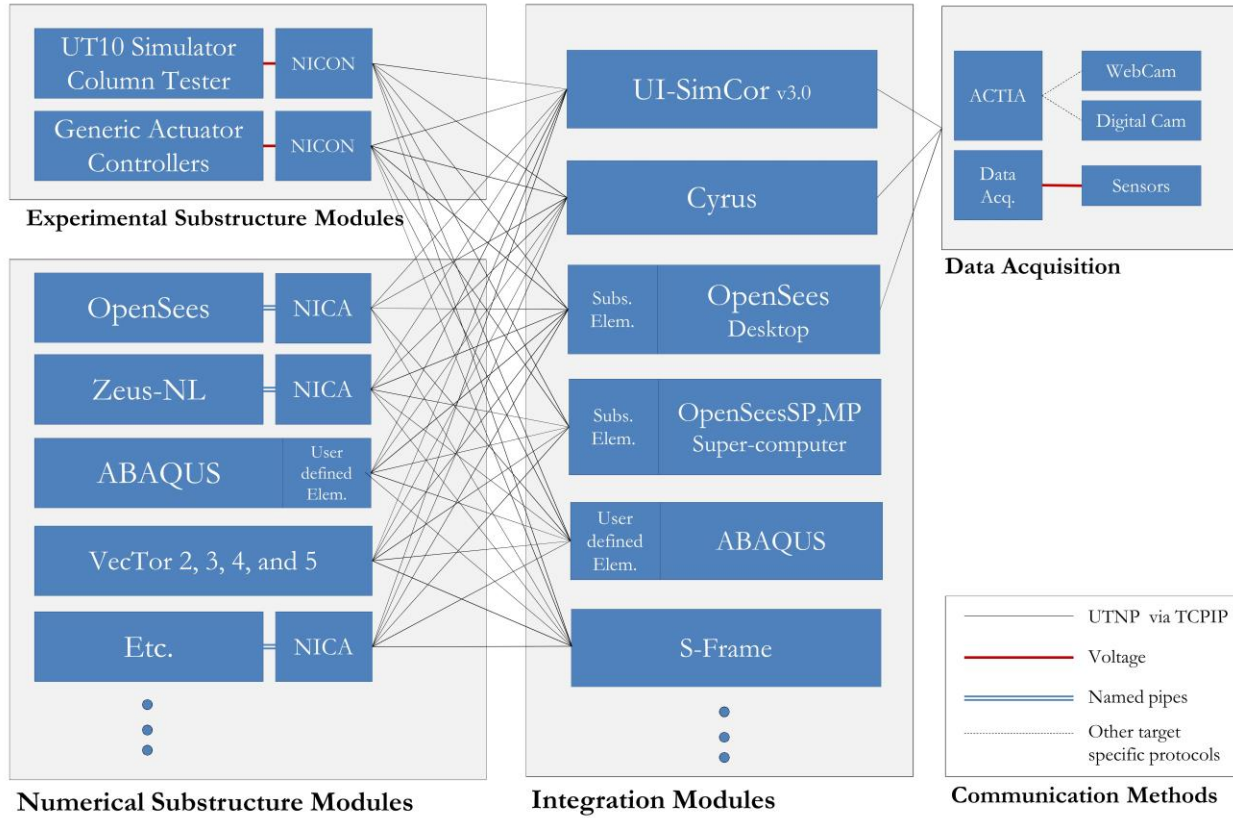 UT10 Simulator
Column Tester
NICON
Generic Actuator
Controllers
NICON
Experimental Substructure Modules
OpenSees
NICA
Zeus-NL
NICA
ABAQUS
User
defined
Elem.
VecTor 2, 3, 4, and 5
Etc.
NICA
Numerical Substructure Modules
UI-SimCor v3.0
Cyrus
Subs.
Elem.
OpenSees
Desktop
Subs.
Elem.
OpenSeesSP,MP
Super-computer
User
defined
Elem.
ABAQUS
S-Frame
Integration Modules
ACTIA
WebCam
Digital Cam
Data
Acq.
Sensors
Data Acquisition
UTNP via TCPIP
Voltage
Named pipes
Other target
specific protocols
Communication Methods